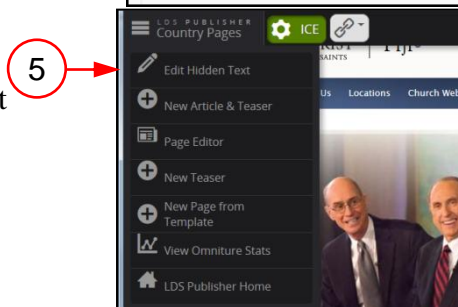 LDS PUBLISHER
Country Pages
ICE
SAINTS
5
Edit Hidden Text
New Article & Teaser
Us Locations Church Web
Page Editor
New Teaser
New Page from
Template
View Omniture Stats
LDS Publisher Home